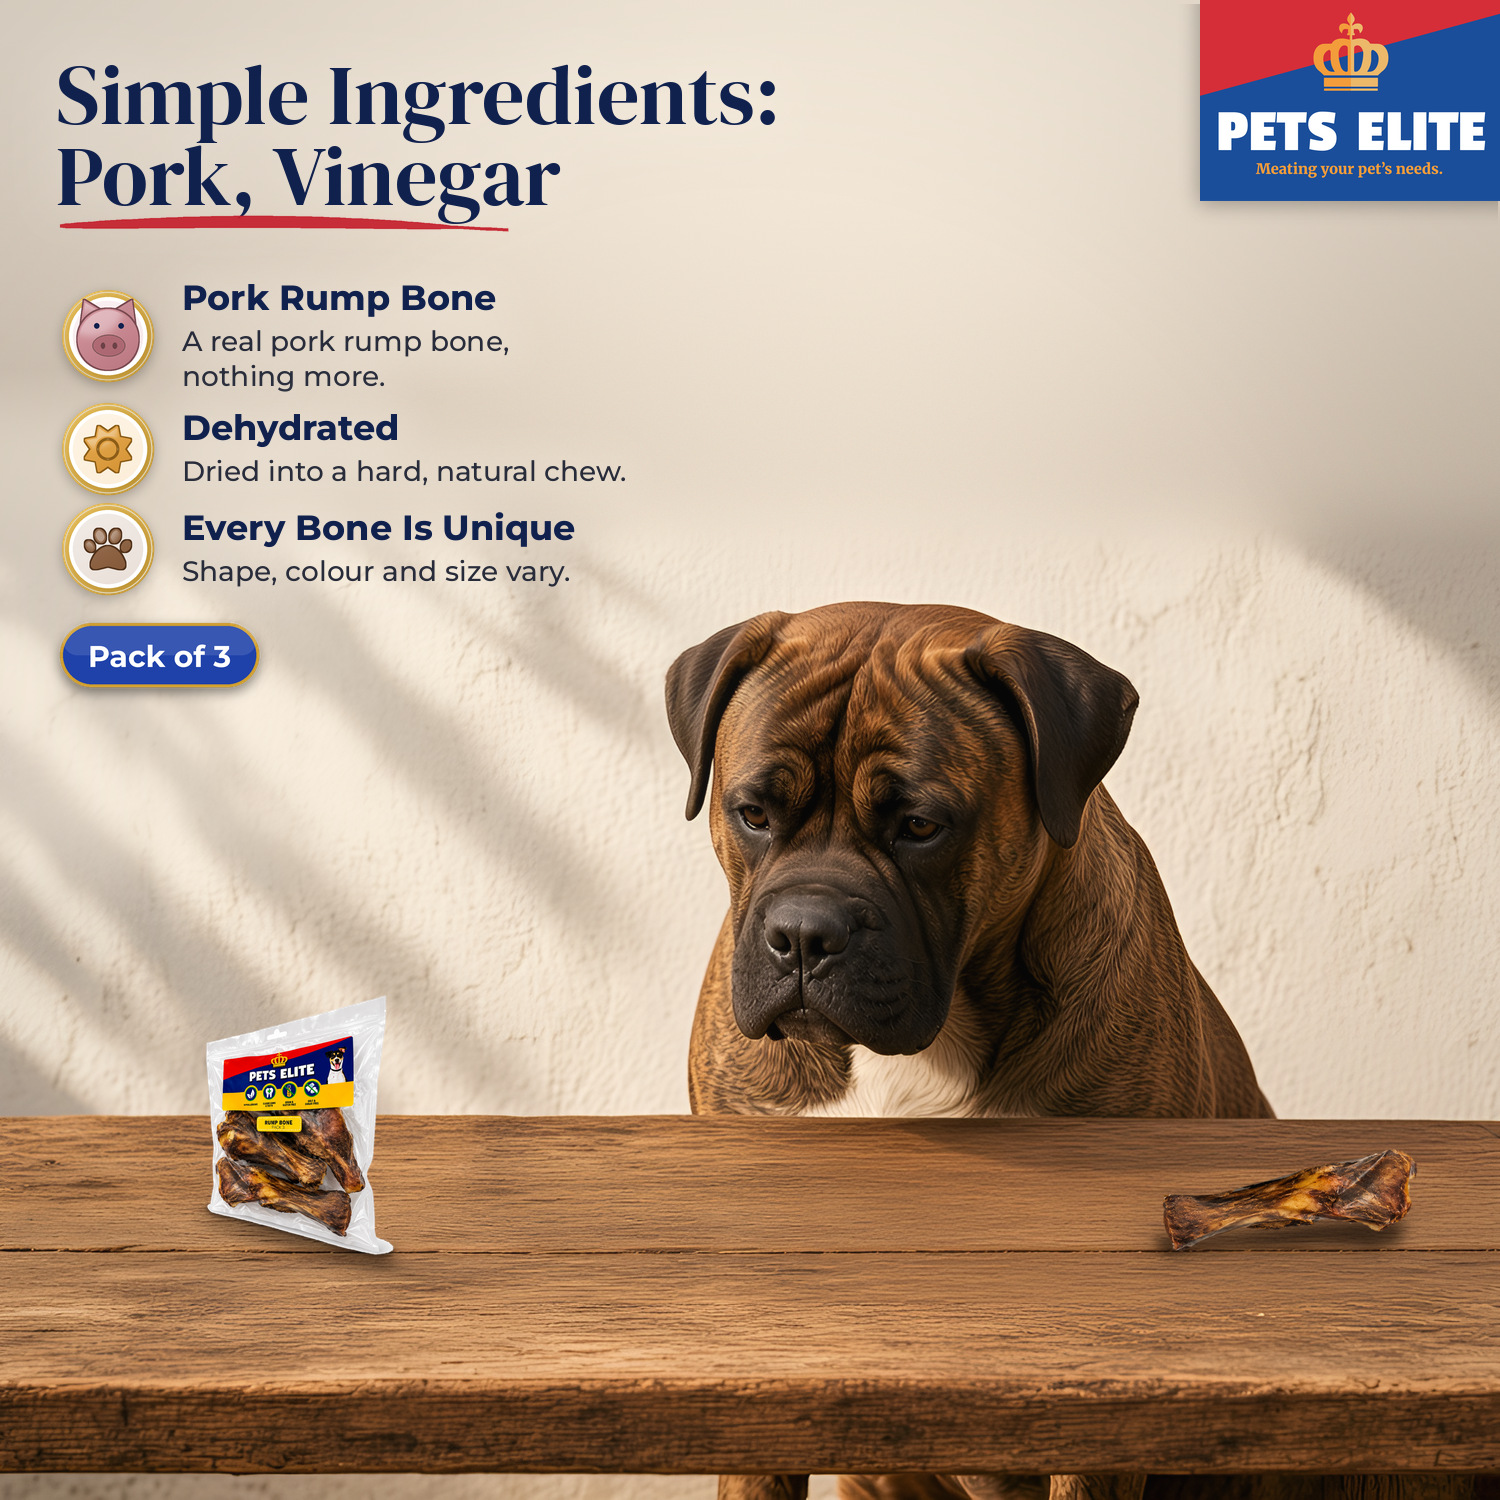 Simple Ingredients:
Pork, Vinegar
PETS ELITE
Meating your pet's needs.
Pork Rump Bone
A real pork rump bone,
nothing more.
Dehydrated
Dried into a hard, natural chew.
Every Bone Is Unique
Shape, colour and size vary.
Pack of 3
PETS ELITE
RUMP BONE